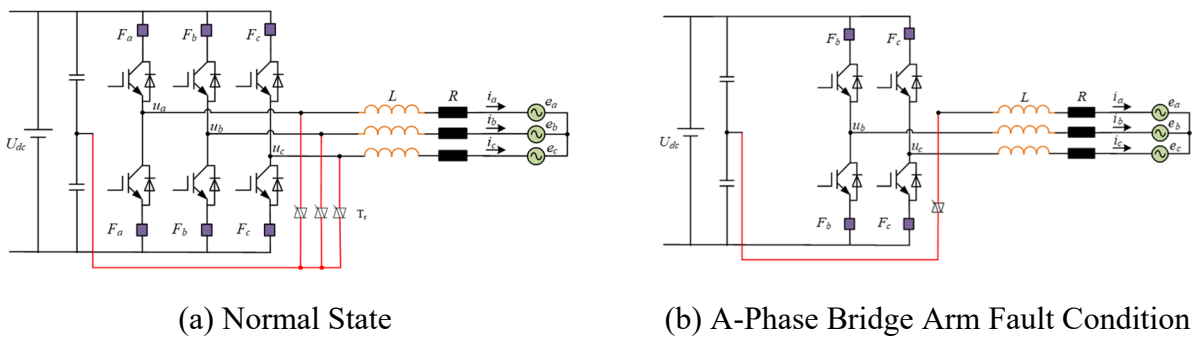 Fa Fb Fc
ua
L R ia ea
ub
ib eb
Udc
uc
ic ec
Tr
Fa Fb Fc
(a) Normal State
Fb Fc
L R ia ea
ub
ib eb
Udc
uc
ic ec
Fb Fc
(b) A-Phase Bridge Arm Fault Condition